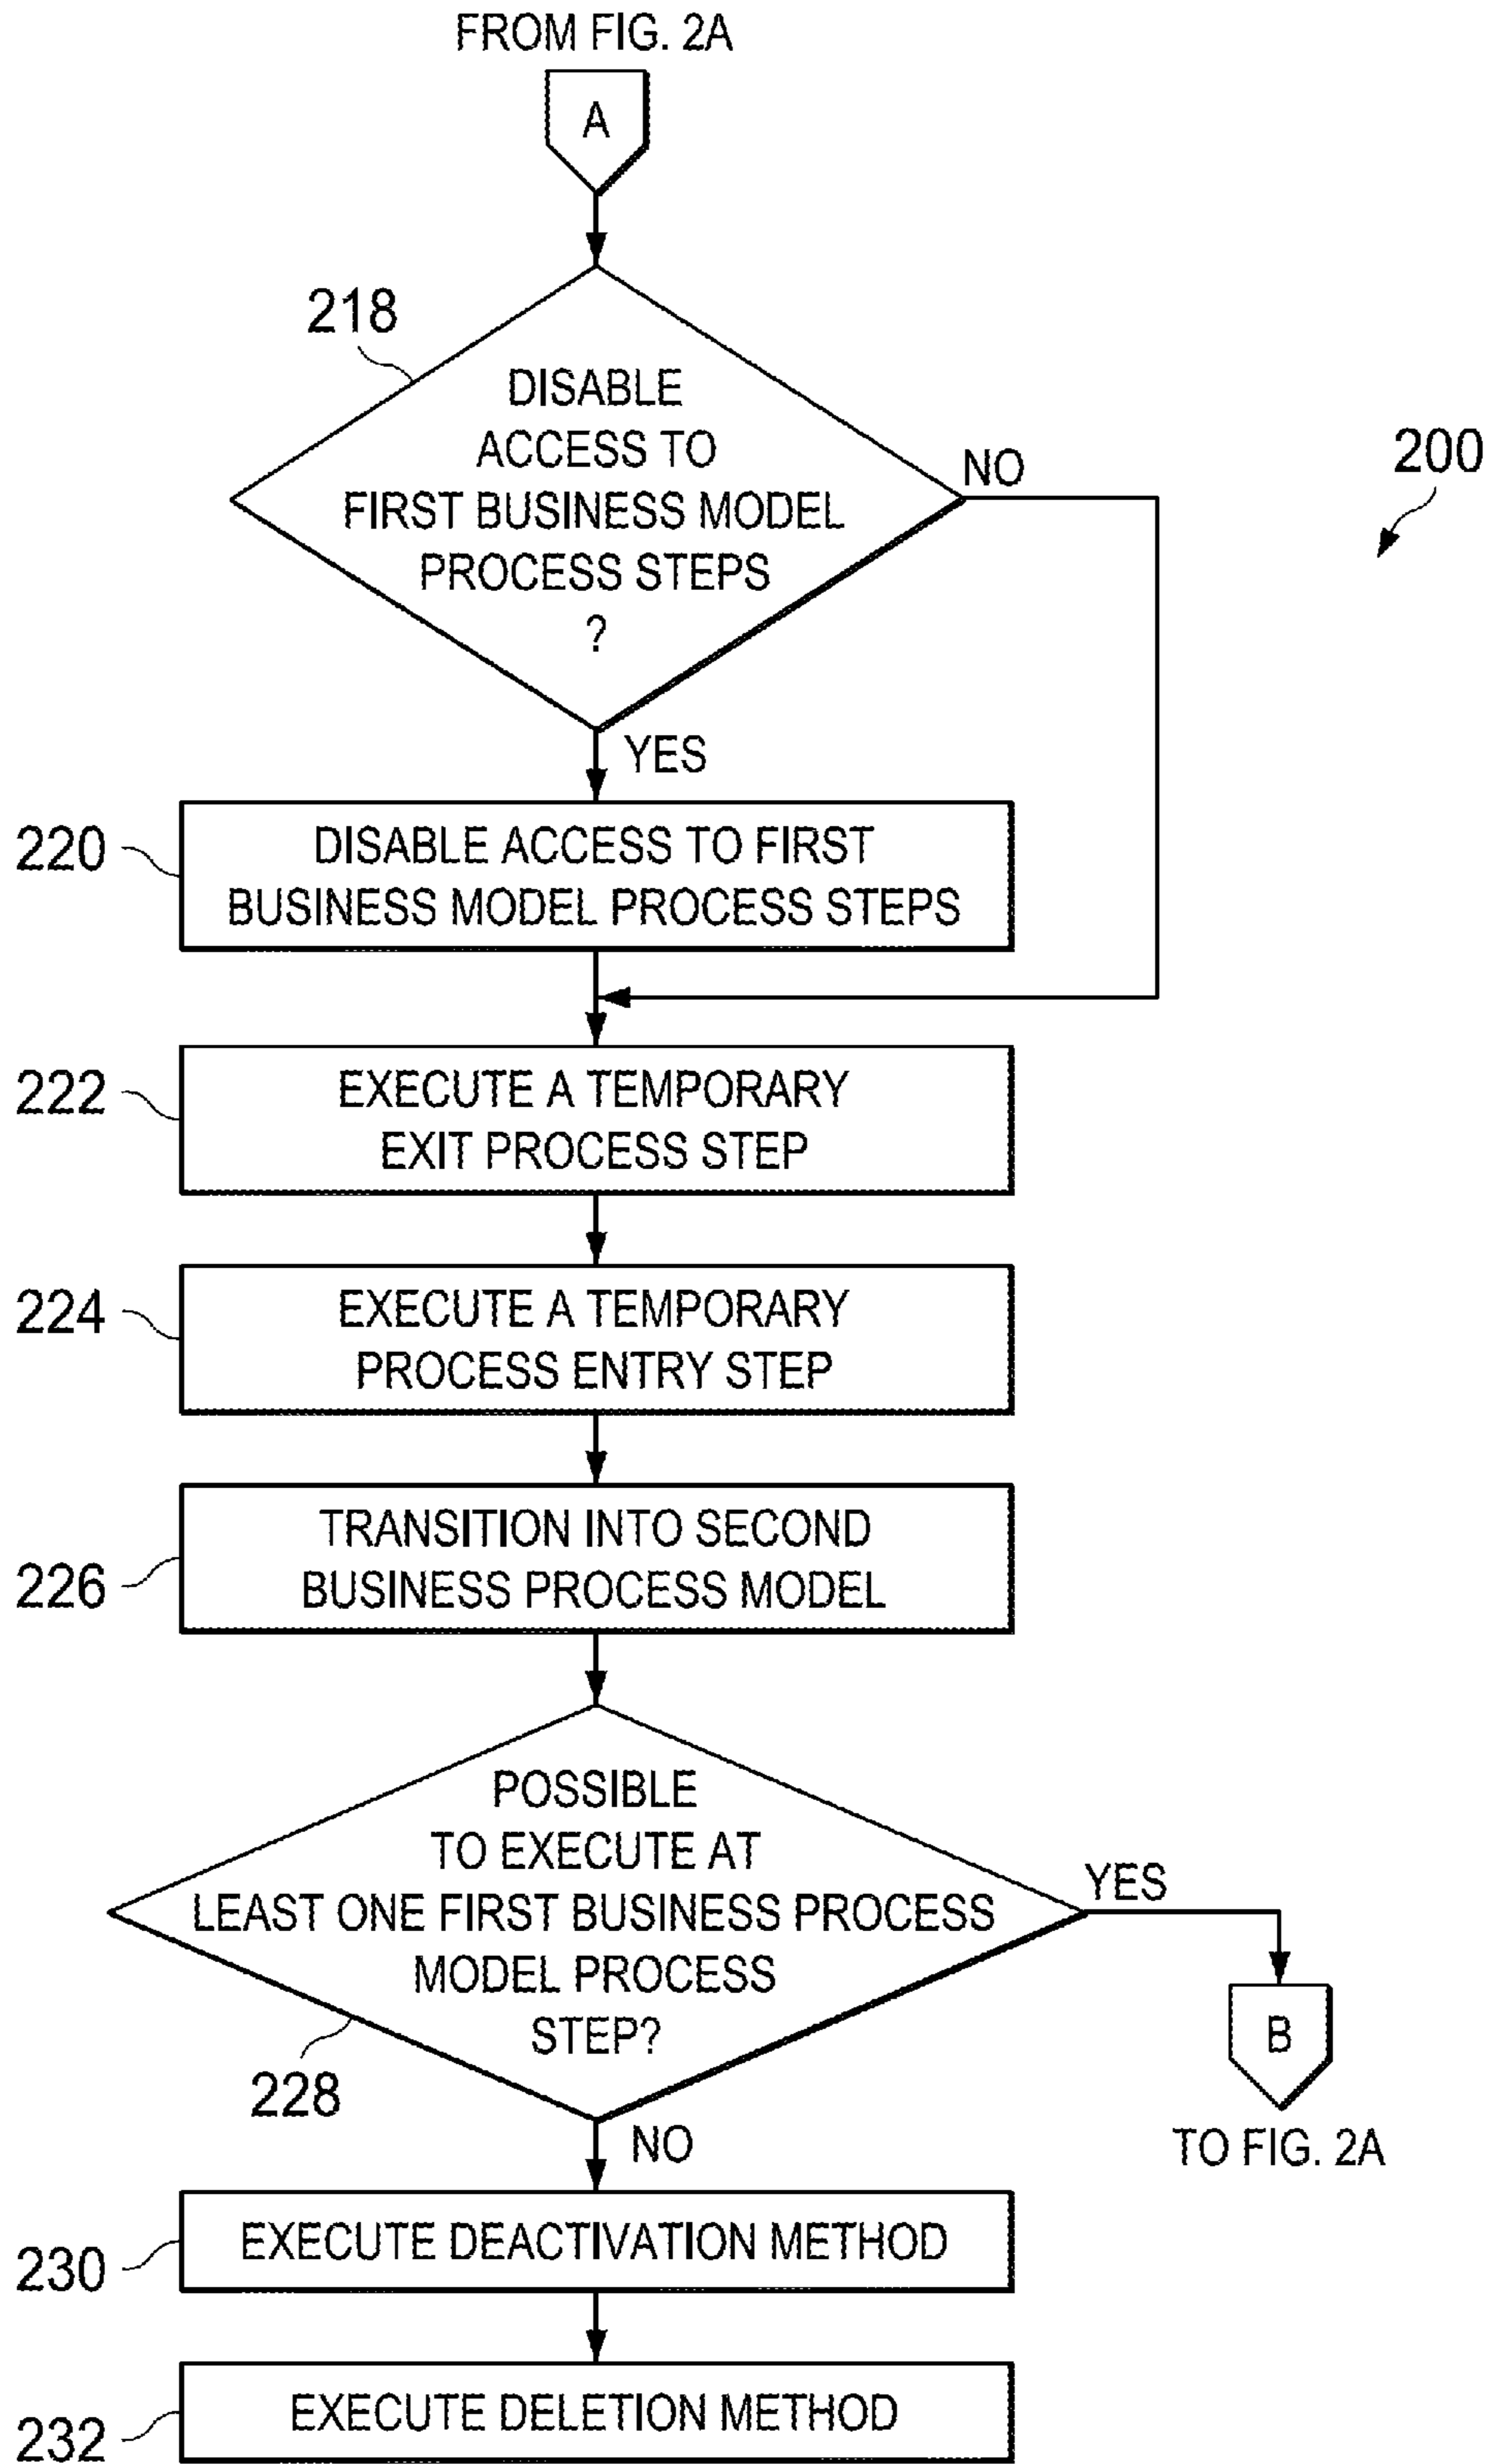 FROM FIG. 2A
A
218
DISABLE
ACCESS TO
FIRST BUSINESS MODEL
PROCESS STEPS
?
NO
200
YES
220
DISABLE ACCESS TO FIRST
BUSINESS MODEL PROCESS STEPS
222
EXECUTE A TEMPORARY
EXIT PROCESS STEP
224
EXECUTE A TEMPORARY
PROCESS ENTRY STEP
226
TRANSITION INTO SECOND
BUSINESS PROCESS MODEL
POSSIBLE
TO EXECUTE AT
LEAST ONE FIRST BUSINESS PROCESS
MODEL PROCESS
STEP?
YES
228
B
TO FIG. 2A
NO
230
EXECUTE DEACTIVATION METHOD
232
EXECUTE DELETION METHOD